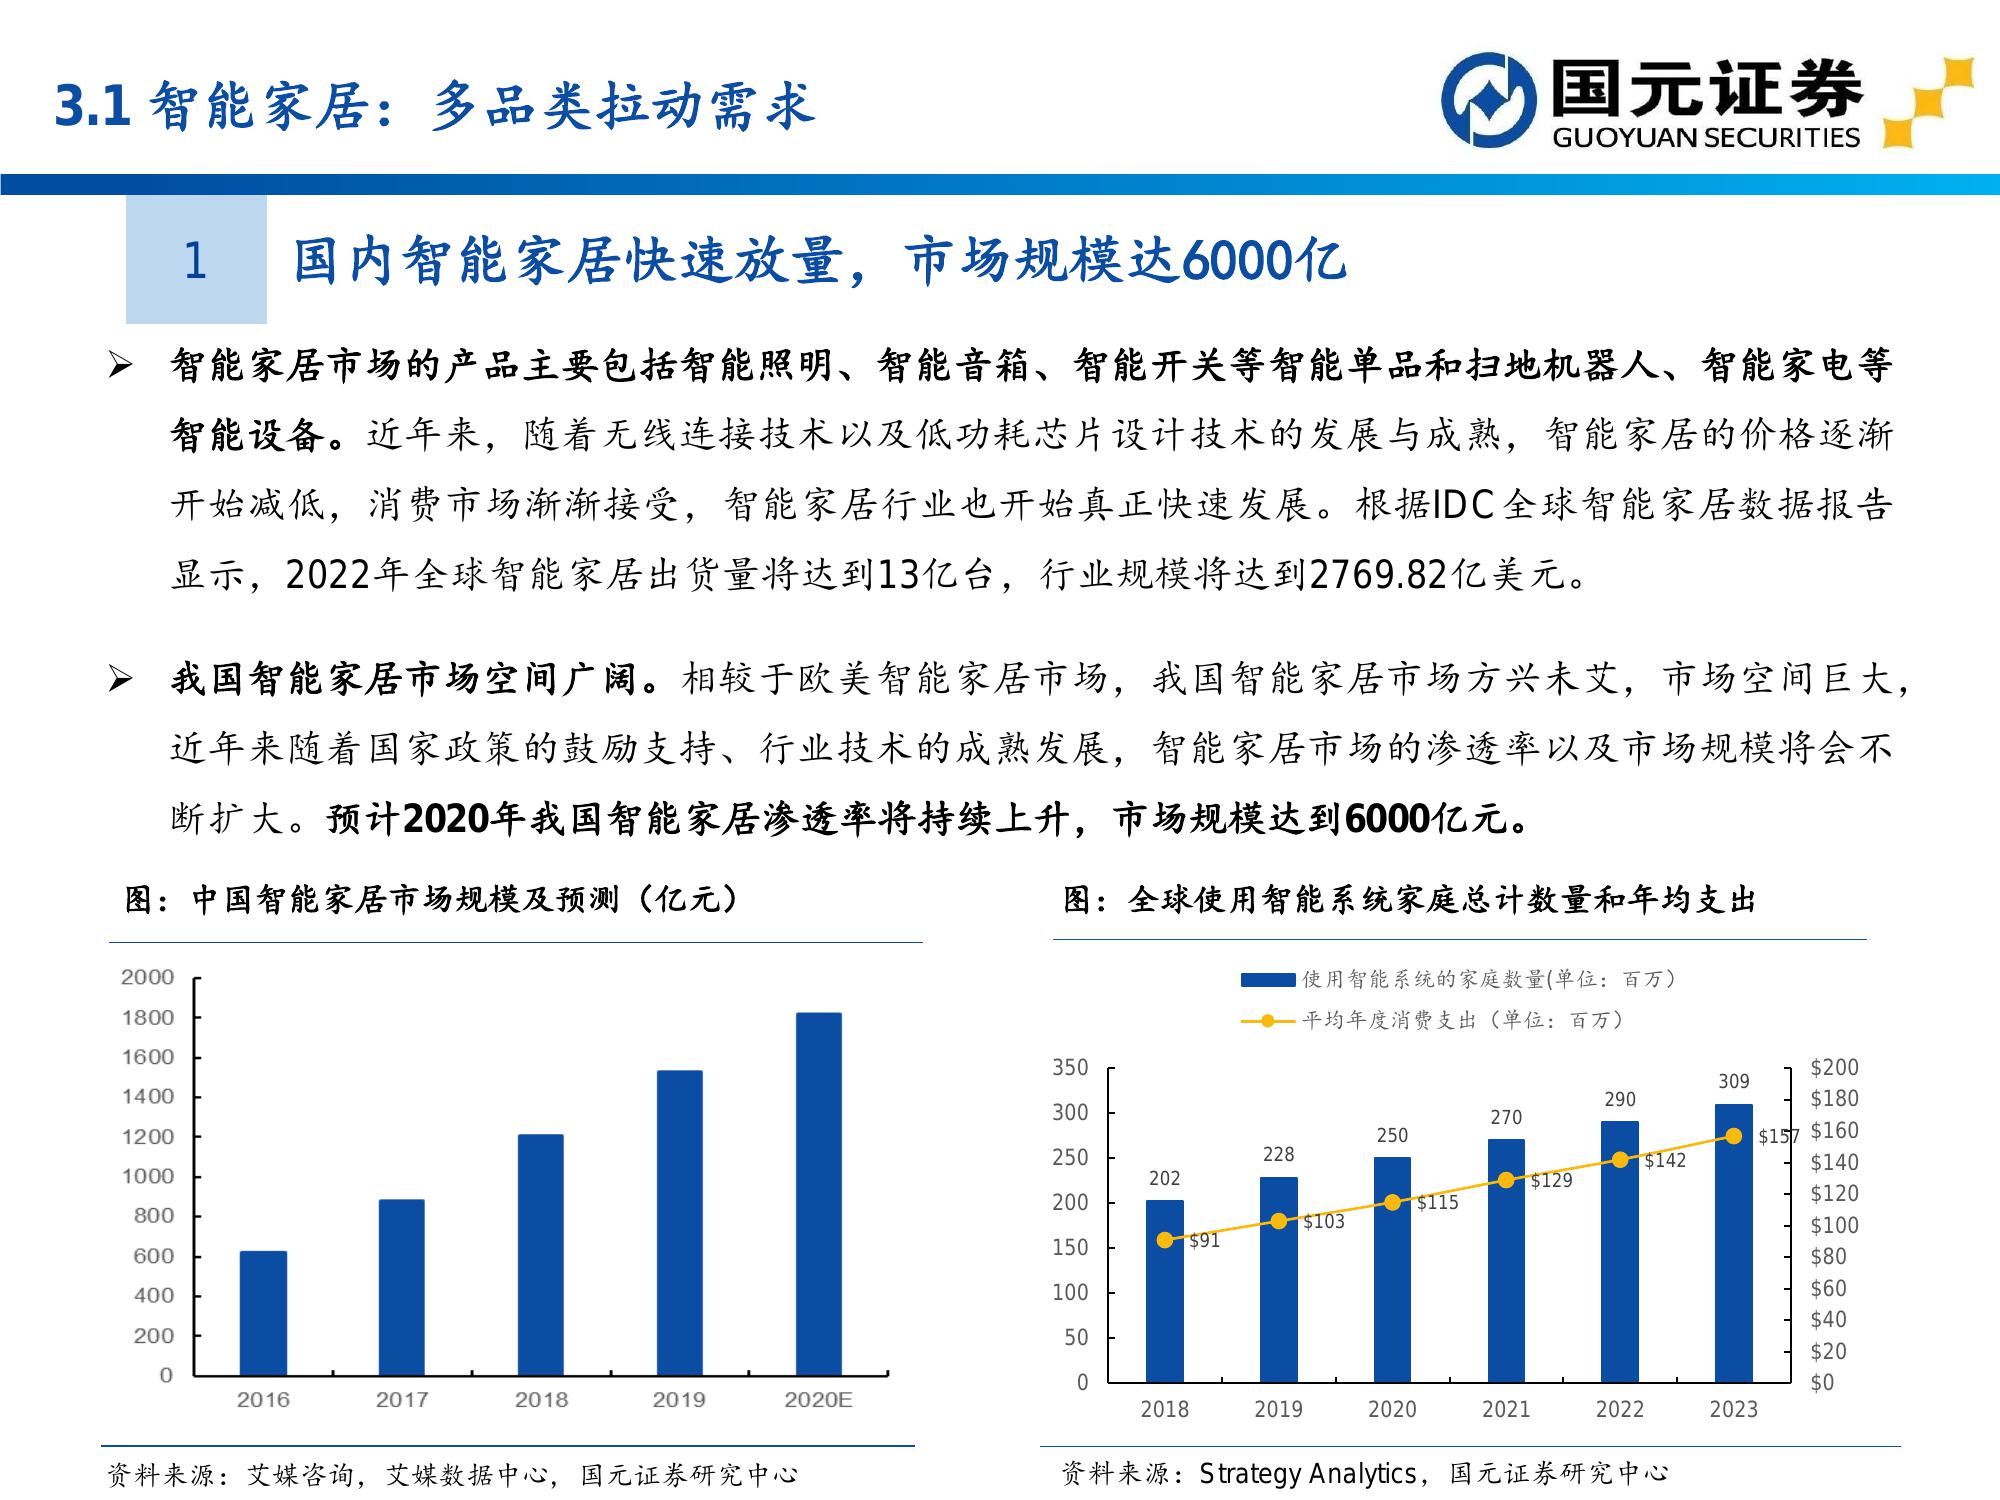 3.1 智能家居：多品类拉动需求
国元证券
GUOYUAN SECURITIES
1
国内智能家居快速放量，市场规模达6000亿
➢ 智能家居市场的产品主要包括智能照明、智能音箱、智能开关等智能单品和扫地机器人、智能家电等
智能设备。近年来，随着无线连接技术以及低功耗芯片设计技术的发展与成熟，智能家居的价格逐渐
开始减低，消费市场渐渐接受，智能家居行业也开始真正快速发展。根据IDC全球智能家居数据报告
显示，2022年全球智能家居出货量将达到13亿台，行业规模将达到2769.82亿美元。
➢ 我国智能家居市场空间广阔。相较于欧美智能家居市场，我国智能家居市场方兴未艾，市场空间巨大，
近年来随着国家政策的鼓励支持、行业技术的成熟发展，智能家居市场的渗透率以及市场规模将会不
断扩大。预计2020年我国智能家居渗透率将持续上升，市场规模达到6000亿元。
图：中国智能家居市场规模及预测（亿元）
2000
1800
1600
1400
1200
1000
800
600
400
200
0
2016 2017 2018 2019 2020E
资料来源：艾媒咨询，艾媒数据中心，国元证券研究中心
图：全球使用智能系统家庭总计数量和年均支出
使用智能系统的家庭数量(单位：百万）
平均年度消费支出（单位：百万）
350
300
250
200
150
100
50
0
202 228 250 270 290 309
$91 $103 $115 $129 $142 $157
$200
$180
$160
$140
$120
$100
$80
$60
$40
$20
$0
2018 2019 2020 2021 2022 2023
资料来源：Strategy Analytics，国元证券研究中心